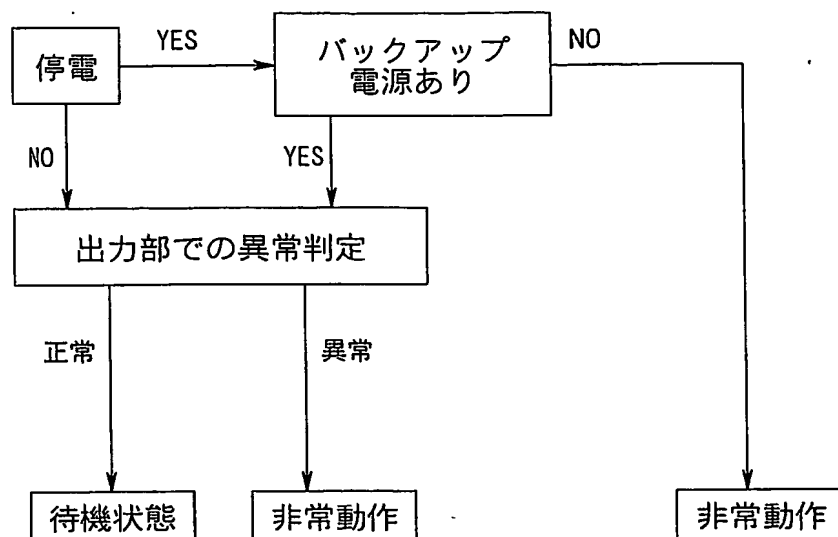 停電
YES
バックアップ
電源あり
NO
NO
YES
出力部での異常判定
正常
異常
待機状態
非常動作
非常動作